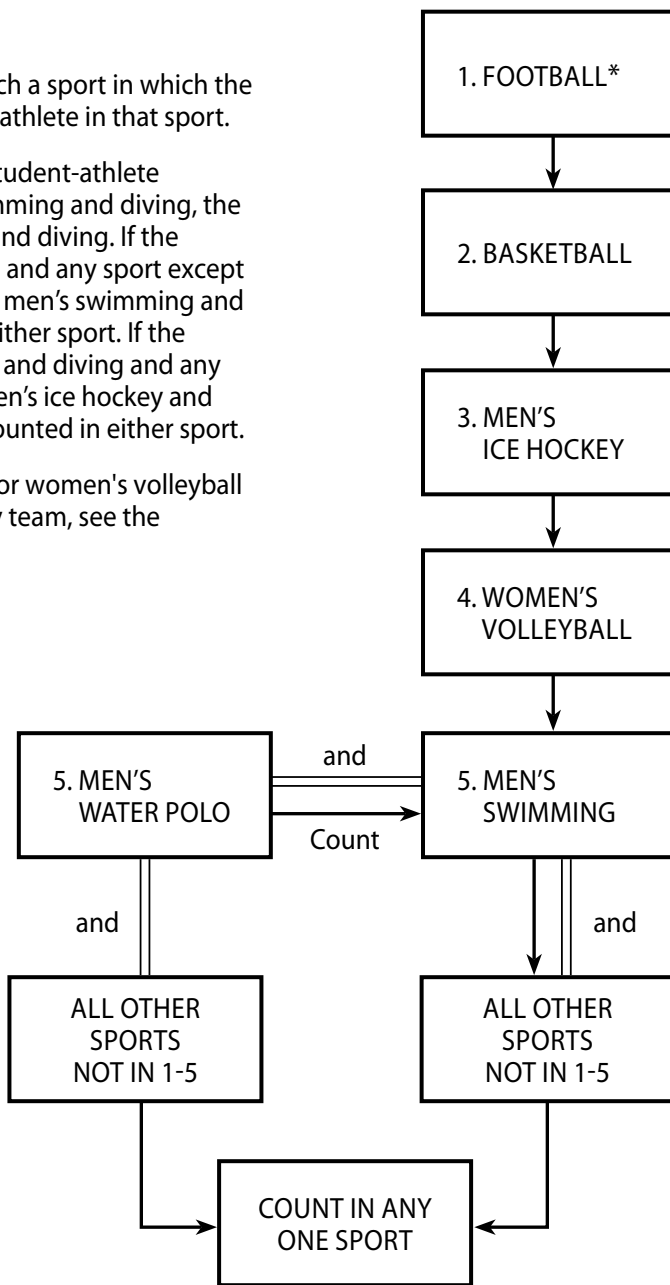 ch a sport in which the
athlete in that sport.
tudent-athlete
nming and diving, the
nd diving. If the
and any sport except
men's swimming and
ither sport. If the
and diving and any
en's ice hockey and
ounted in either sport.
or women's volleyball
y team, see the
1. FOOTBALL*
2. BASKETBALL
3. MEN'S
ICE HOCKEY
4. WOMEN'S
VOLLEYBALL
5. MEN'S
WATER POLO
and
Count
5. MEN'S
SWIMMING
and
and
ALL OTHER
SPORTS
NOT IN 1-5
ALL OTHER
SPORTS
NOT IN 1-5
COUNT IN ANY
ONE SPORT